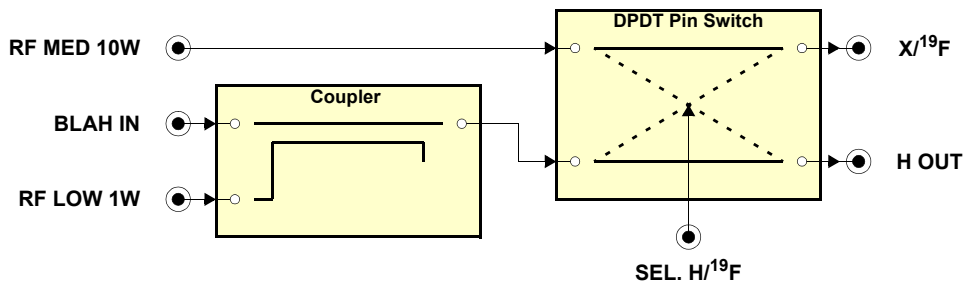 DPDT Pin Switch
RF MED 10W
X/¹⁹F
Coupler
BLAH IN
H OUT
RF LOW 1W
SEL. H/¹⁹F